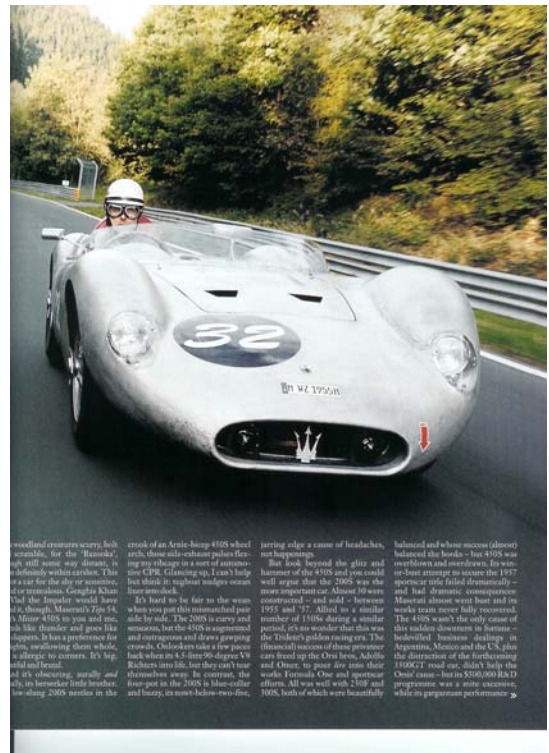 32
M WZ 1955H
woodland creatures scurry, bolt
scramble, for the 'Bazooka',
still some way distant, is
definitely within earshot. This
a car for the shy or sensitive,
or tremulous. Genghis Khan
Vlad the Impaler would have
it, though. Maserati's Tipo 54,
450S to you and me,
like thunder and goes like
clappers. It has a preference for
swallowing them whole,
allergic to corners. It's big,
and brutal.
it's obscuring, aurally and
its berserker little brother.
low-slung 200S nestles in the
crook of an Arnie-bicep 450S wheel
arch, those side-exhaust pulses flex-
ing my ribcage in a sort of automo-
tive CPR. Glancing up, I can't help
but think it: tugboat nudges ocean
liner into dock.
It's hard to be fair to the wean
when you put this mismatched pair
side by side. The 200S is curvy and
sensuous, but the 450S is augmented
and outrageous and draws gawping
crowds. Onlookers take a few paces
back when its 4.5-litre 90-degree V8
Richters into life, but they can't tear
themselves away. In contrast, the
four-pot in the 200S is blue-collar
and buzzy, its nowt-below-two-five,
jarring edge a cause of headaches,
not happenings.
But look beyond the glitz and
hammer of the 450S and you could
well argue that the 200S was the
more important car. Almost 30 were
constructed – and sold – between
1955 and '57. Allied to a similar
number of 150Ss during a similar
period, it's no wonder that this was
the Trident's golden racing era. The
(financial) success of these privateer
cars freed up the Orsi bros, Adolfo
and Omer, to pour lire into their
works Formula One and sportscar
efforts. All was well with 250F and
300S, both of which were beautifully
balanced and whose success (almost)
balanced the books – but 450S was
overblown and overdrawn. Its win-
or-bust attempt to secure the 1957
sportscar title failed dramatically –
and had dramatic consequences:
Maserati almost went bust and its
works team never fully recovered.
The 450S wasn't the only cause of
this sudden downturn in fortune –
bedevilled business dealings in
Argentina, Mexico and the US, plus
the distraction of the forthcoming
3500GT road car, didn't help the
Orsis' cause – but its $500,000 R&D
programme was a mite excessive,
while its gargantuan performance »